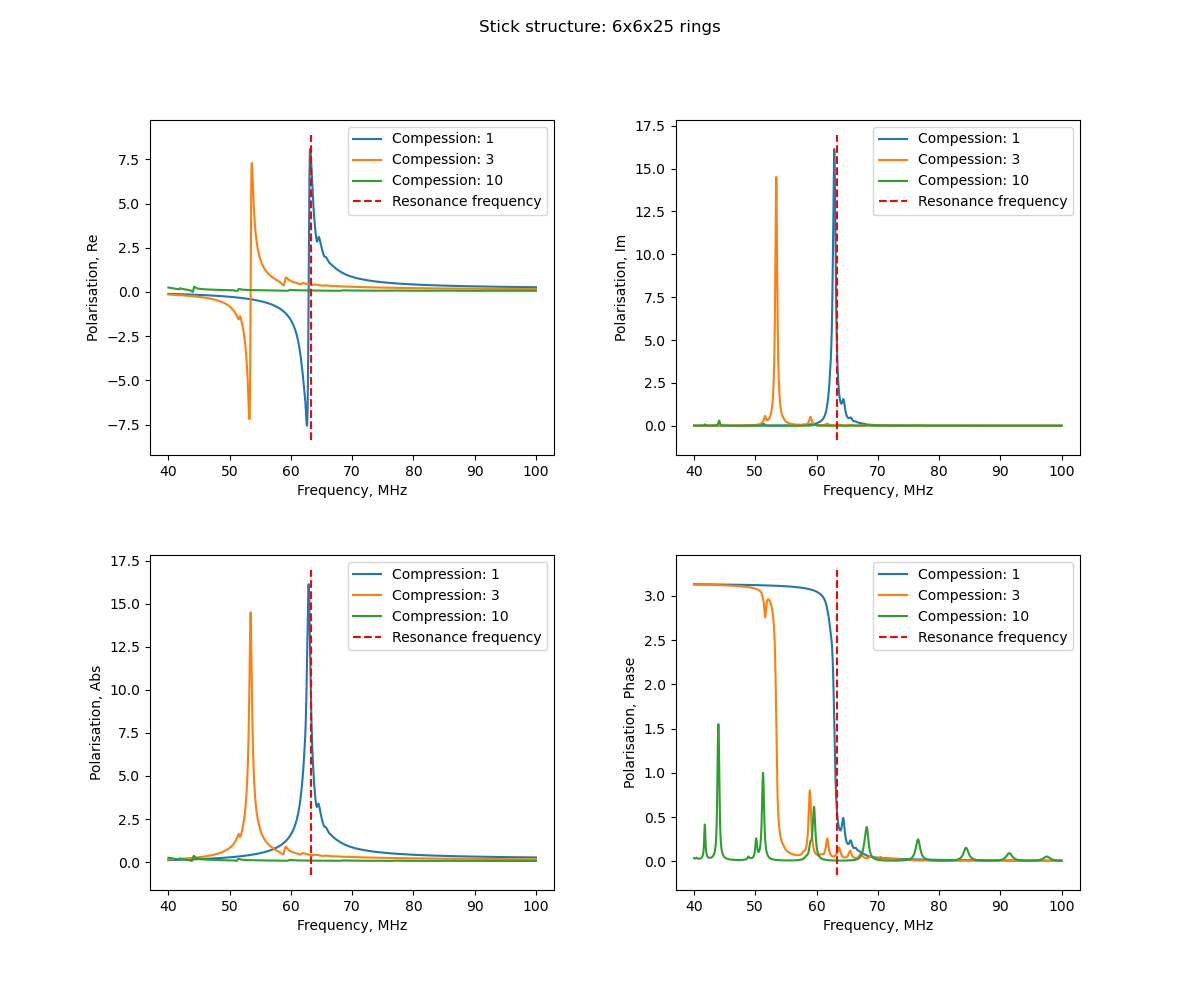 Stick structure: 6x6x25 rings
7.5
5.0
2.5
0.0
−2.5
−5.0
−7.5
Polarisation, Re
40 50 60 70 80 90 100
Frequency, MHz
Compession: 1
Compession: 3
Compession: 10
Resonance frequency
17.5
15.0
12.5
10.0
7.5
5.0
2.5
0.0
Polarisation, Im
40 50 60 70 80 90 100
Frequency, MHz
Compession: 1
Compession: 3
Compession: 10
Resonance frequency
17.5
15.0
12.5
10.0
7.5
5.0
2.5
0.0
Polarisation, Abs
40 50 60 70 80 90 100
Frequency, MHz
Compression: 1
Compression: 3
Compression: 10
Resonance frequency
3.0
2.5
2.0
1.5
1.0
0.5
0.0
Polarisation, Phase
40 50 60 70 80 90 100
Frequency, MHz
Compession: 1
Compession: 3
Compession: 10
Resonance frequency